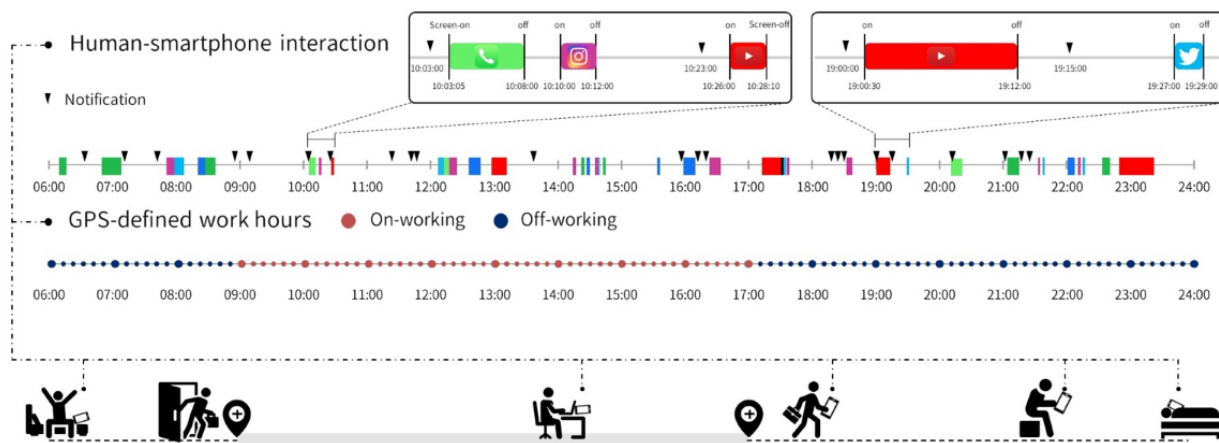 Screen-on off on off on Screen-off
10:03:00 10:23:00
10:03:05 10:08:00 10:10:00 10:12:00 10:26:00 10:28:10
on off on off
19:00:00 19:15:00
19:00:30 19:12:00 19:27:00 19:29:00
Human-smartphone interaction
Notification
06:00 07:00 08:00 09:00 10:00 11:00 12:00 13:00 14:00 15:00 16:00 17:00 18:00 19:00 20:00 21:00 22:00 23:00 24:00
GPS-defined work hours On-working Off-working
06:00 07:00 08:00 09:00 10:00 11:00 12:00 13:00 14:00 15:00 16:00 17:00 18:00 19:00 20:00 21:00 22:00 23:00 24:00